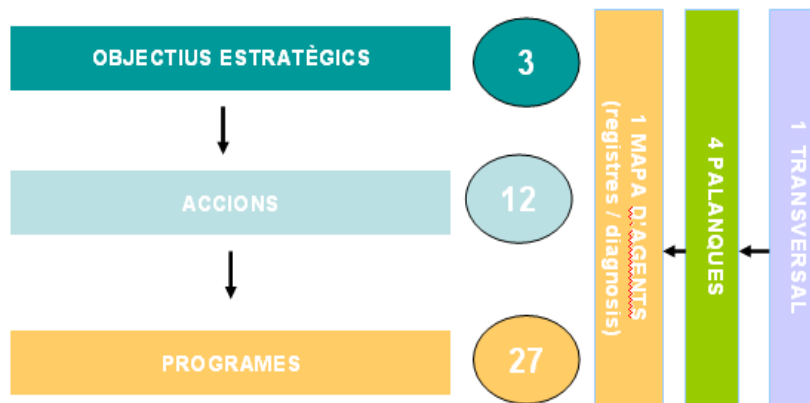 OBJECTIUS ESTRATÈGICS
3
ACCIONS
12
PROGRAMES
27
1 MAPA D'AGENTS
(registres / diagnosis)
4 PALANQUES
1 TRANSVERSAL